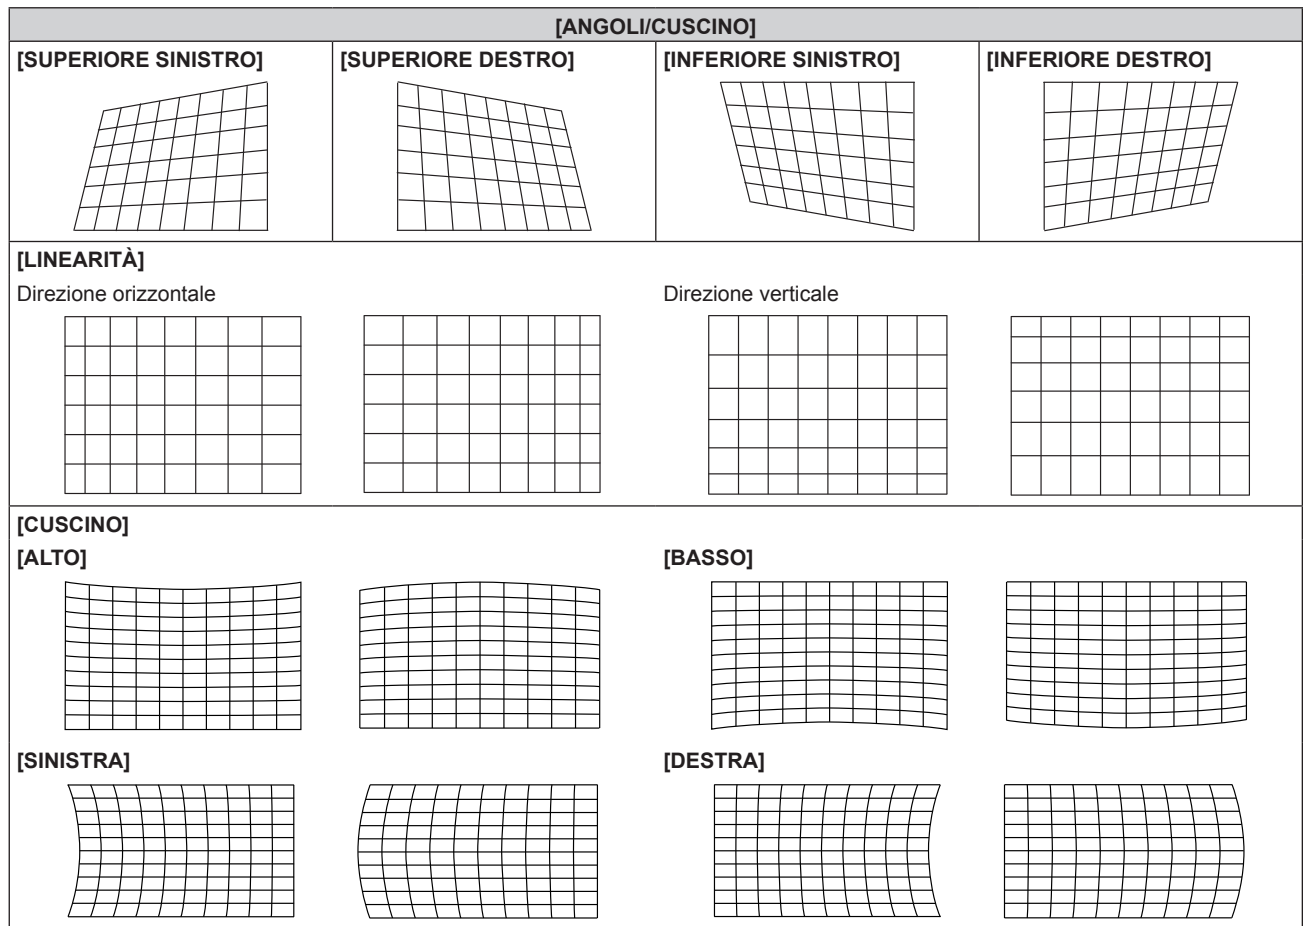 [ANGOLI/CUSCINO]
[SUPERIORE SINISTRO]
[SUPERIORE DESTRO]
[INFERIORE SINISTRO]
[INFERIORE DESTRO]
[LINEARITÀ]
Direzione orizzontale
Direzione verticale
[CUSCINO]
[ALTO]
[BASSO]
[SINISTRA]
[DESTRA]